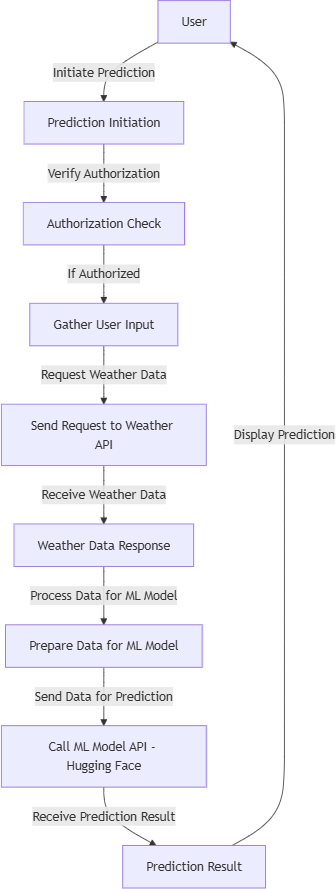 User
Initiate Prediction
Prediction Initiation
Verify Authorization
Authorization Check
If Authorized
Gather User Input
Request Weather Data
Send Request to Weather
API
Display Prediction
Receive Weather Data
Weather Data Response
Process Data for ML Model
Prepare Data for ML Model
Send Data for Prediction
Call ML Model API -
Hugging Face
Receive Prediction Result
Prediction Result